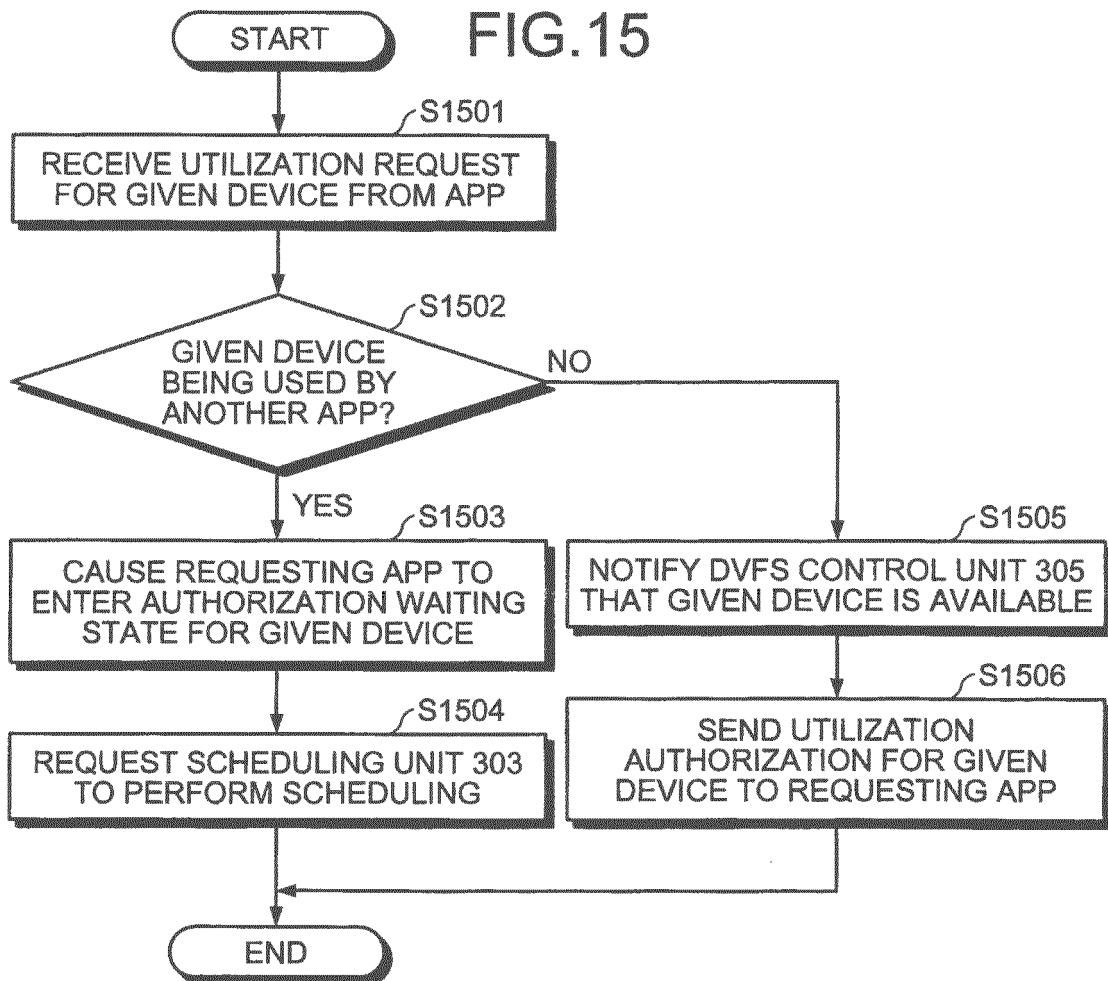 FIG.15
START
S1501
RECEIVE UTILIZATION REQUEST
FOR GIVEN DEVICE FROM APP
S1502
GIVEN DEVICE
BEING USED BY
ANOTHER APP?
NO
YES
S1503
CAUSE REQUESTING APP TO
ENTER AUTHORIZATION WAITING
STATE FOR GIVEN DEVICE
S1504
REQUEST SCHEDULING UNIT 303
TO PERFORM SCHEDULING
S1505
NOTIFY DVFS CONTROL UNIT 305
THAT GIVEN DEVICE IS AVAILABLE
S1506
SEND UTILIZATION
AUTHORIZATION FOR GIVEN
DEVICE TO REQUESTING APP
END